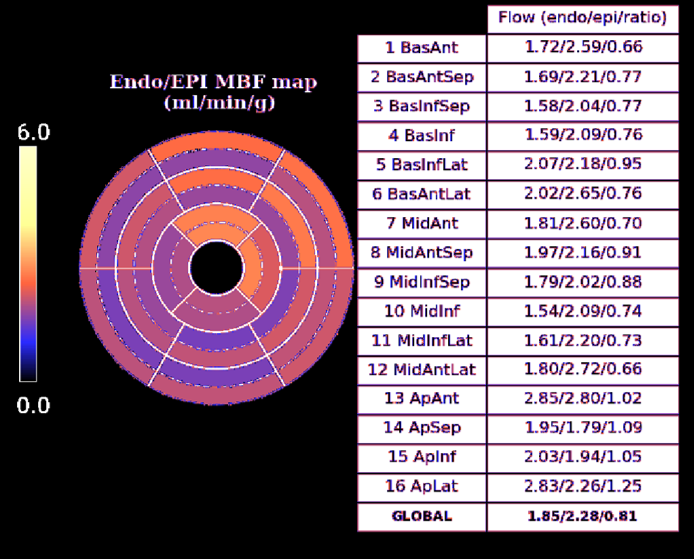 Flow (endo/epi/ratio)
1 BasAnt 1.72/2.59/0.66
2 BasAntSep 1.69/2.21/0.77
3 BasInfSep 1.58/2.04/0.77
4 BasInf 1.59/2.09/0.76
5 BasInfLat 2.07/2.18/0.95
6 BasAntLat 2.02/2.65/0.76
7 MidAnt 1.81/2.60/0.70
8 MidAntSep 1.97/2.16/0.91
9 MidInfSep 1.79/2.02/0.88
10 MidInf 1.54/2.09/0.74
11 MidInfLat 1.61/2.20/0.73
12 MidAntLat 1.80/2.72/0.66
13 ApAnt 2.85/2.80/1.02
14 ApSep 1.95/1.79/1.09
15 ApInf 2.03/1.94/1.05
16 ApLat 2.83/2.26/1.25
GLOBAL 1.85/2.28/0.81
Endo/EPI MBF map
(ml/min/g)
6.0
0.0